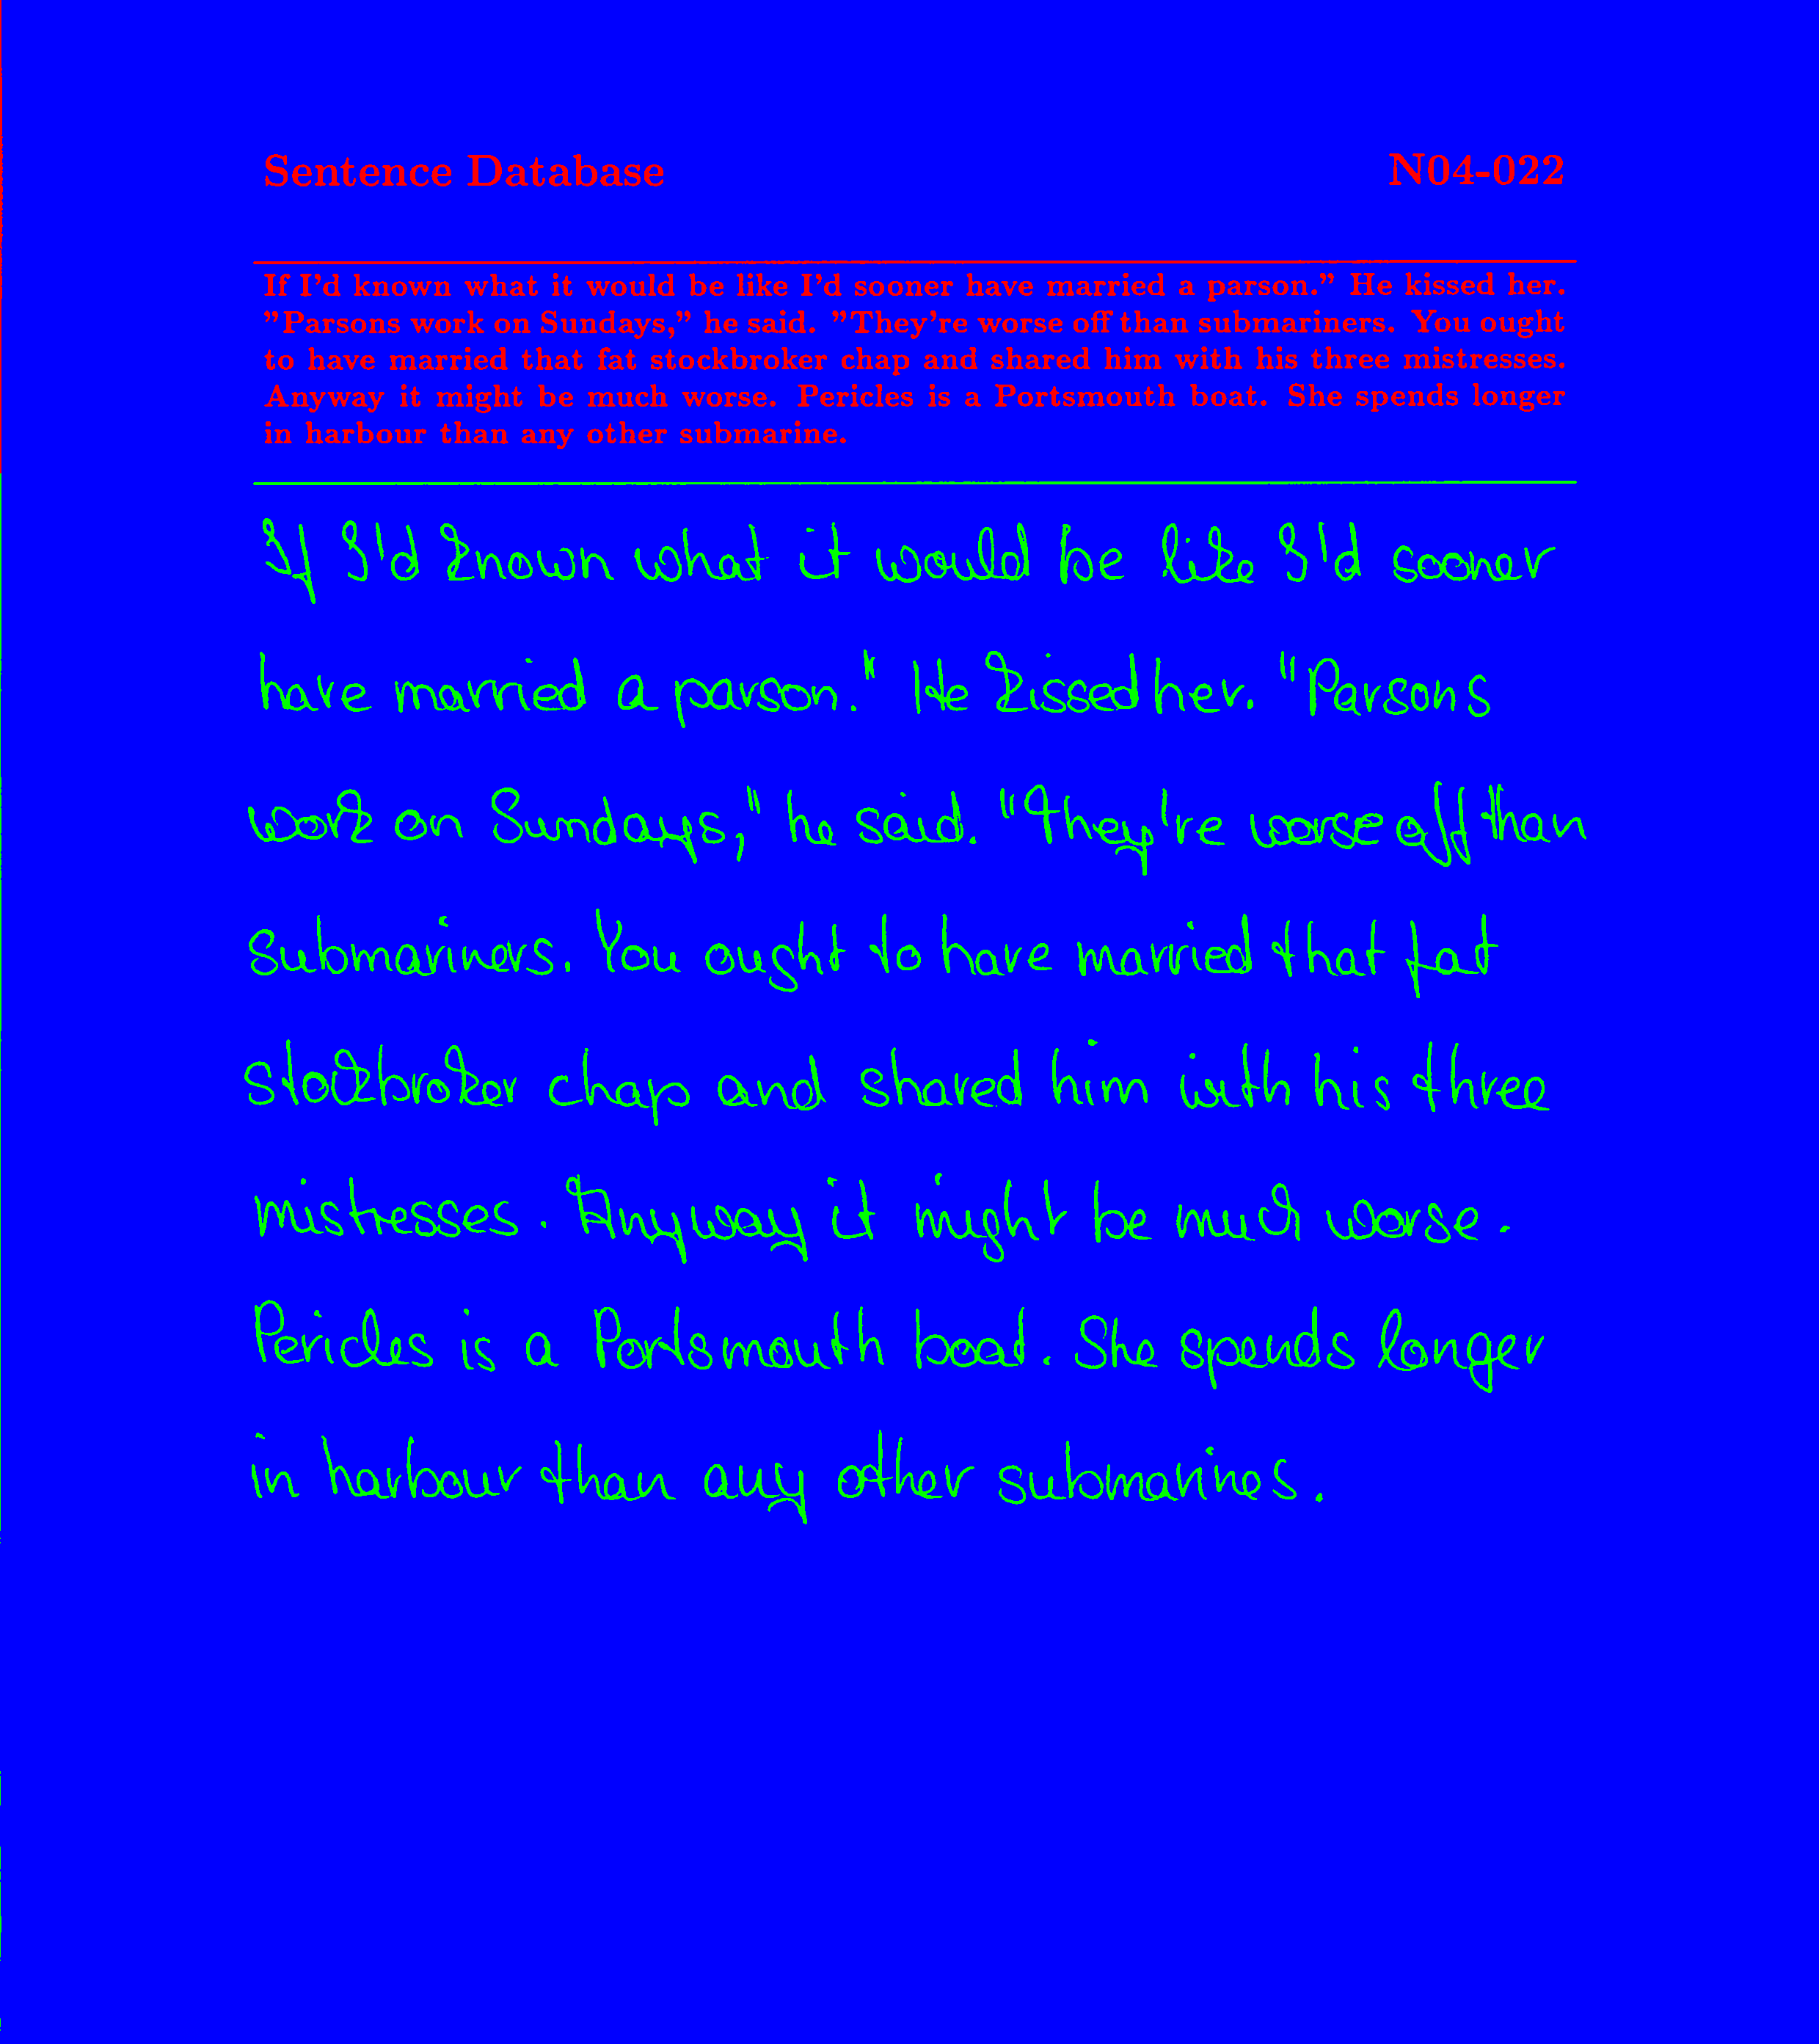 Sentence Database N04-022
If I'd known what it would be like I'd sooner have married a parson." He kissed her.
"Parsons work on Sundays," he said. "They're worse off than submariners. You ought
to have married that fat stockbroker chap and shared him with his three mistresses.
Anyway it might be much worse. Pericles is a Portsmouth boat. She spends longer
in harbour than any other submarine.
If I'd known what it would be like I'd sooner
have married a parson." He kissed her. "Parsons
work on Sundays," he said. "They're worse off than
submariners. You ought to have married that fat
stockbroker chap and shared him with his three
mistresses. Anyway it might be much worse.
Pericles is a Portsmouth boat. She spends longer
in harbour than any other submarines.